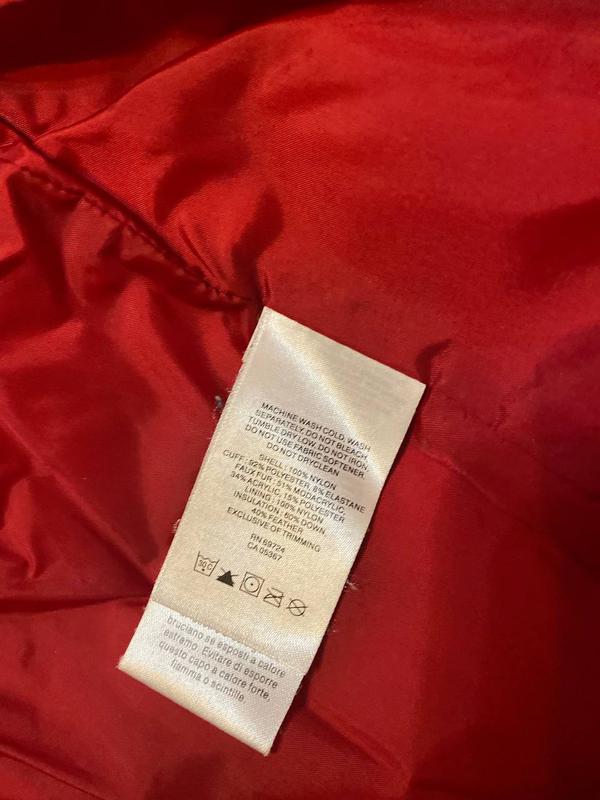 MACHINE WASH COLD, WASH
SEPARATELY, DO NOT BLEACH,
TUMBLE DRY LOW, DO NOT IRON,
DO NOT USE FABRIC SOFTENER,
DO NOT DRYCLEAN.
SHELL : 100% NYLON
CUFF : 92% POLYESTER, 8% ELASTANE
FAUX FUR : 51% MODACRYLIC,
34% ACRYLIC, 15% POLYESTER
LINING : 100% NYLON
INSULATION : 60% DOWN
40% FEATHER
EXCLUSIVE OF TRIMMING
RN 69724
CA 05367
30 C
bruciano se esposti a calore
estremo. Evitare di esporre
questo capo a calore forte,
fiamma o scintille.